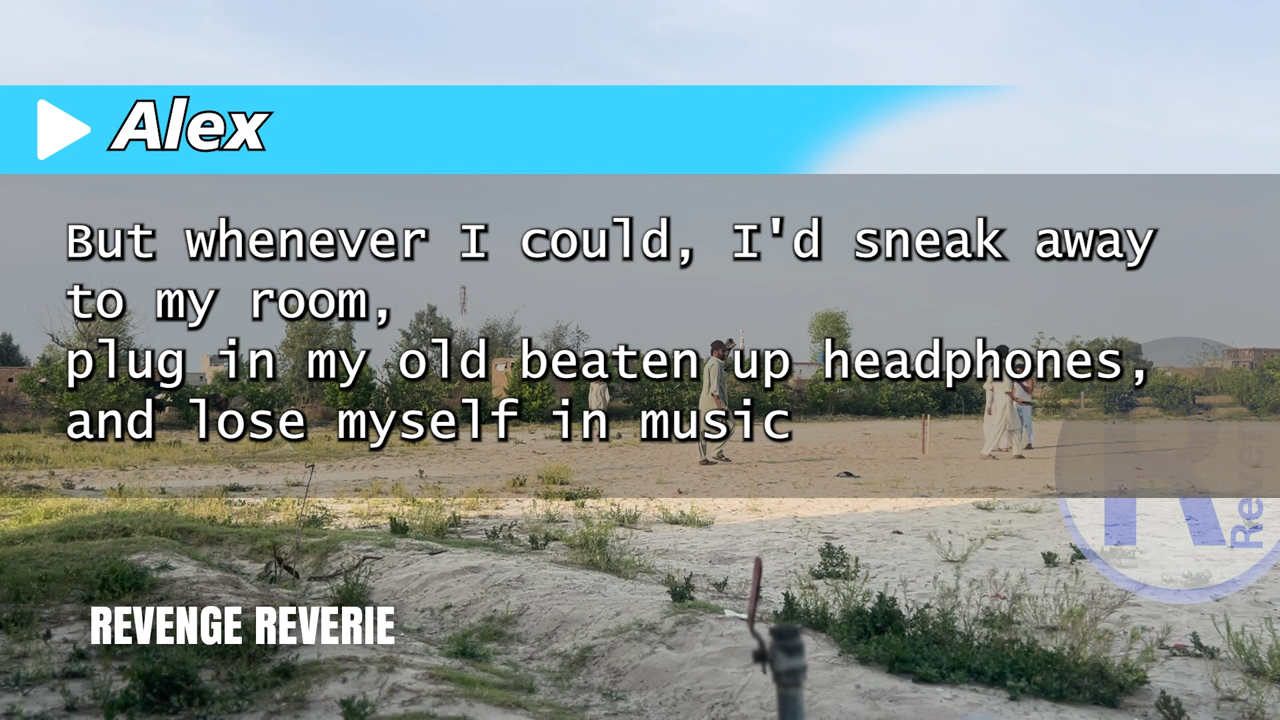 Alex
But whenever I could, I'd sneak away
to my room,
plug in my old beaten up headphones,
and lose myself in music
R
Re
REVENGE REVERIE